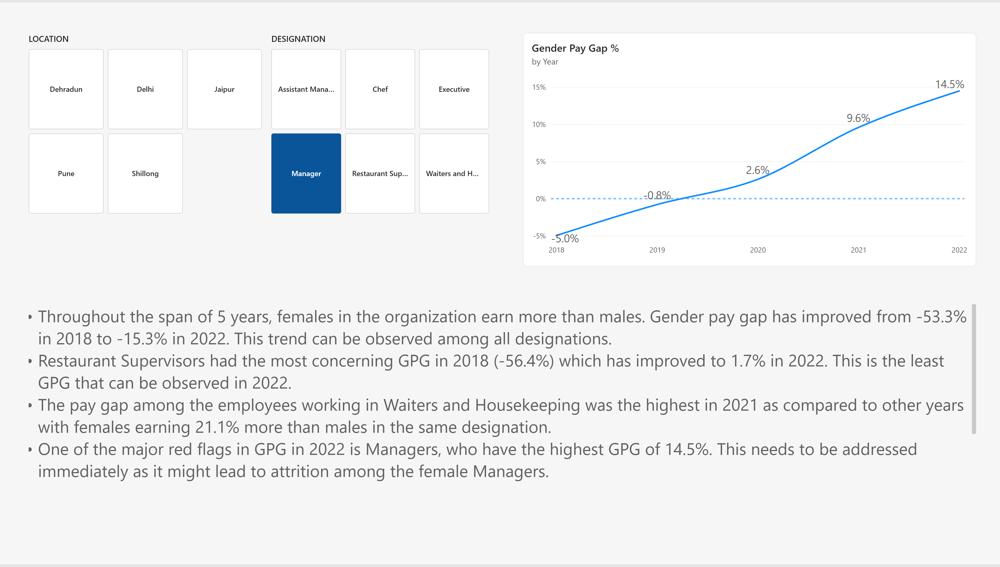 LOCATION
Dehradun
Delhi
Jaipur
Pune
Shillong
DESIGNATION
Assistant Mana...
Chef
Executive
Manager
Restaurant Sup...
Waiters and H...
Gender Pay Gap %
by Year
15%
10%
5%
0%
-5%
-5.0%
-0.8%
2.6%
9.6%
14.5%
2018
2019
2020
2021
2022
• Throughout the span of 5 years, females in the organization earn more than males. Gender pay gap has improved from -53.3%
in 2018 to -15.3% in 2022. This trend can be observed among all designations.
• Restaurant Supervisors had the most concerning GPG in 2018 (-56.4%) which has improved to 1.7% in 2022. This is the least
GPG that can be observed in 2022.
• The pay gap among the employees working in Waiters and Housekeeping was the highest in 2021 as compared to other years
with females earning 21.1% more than males in the same designation.
• One of the major red flags in GPG in 2022 is Managers, who have the highest GPG of 14.5%. This needs to be addressed
immediately as it might lead to attrition among the female Managers.